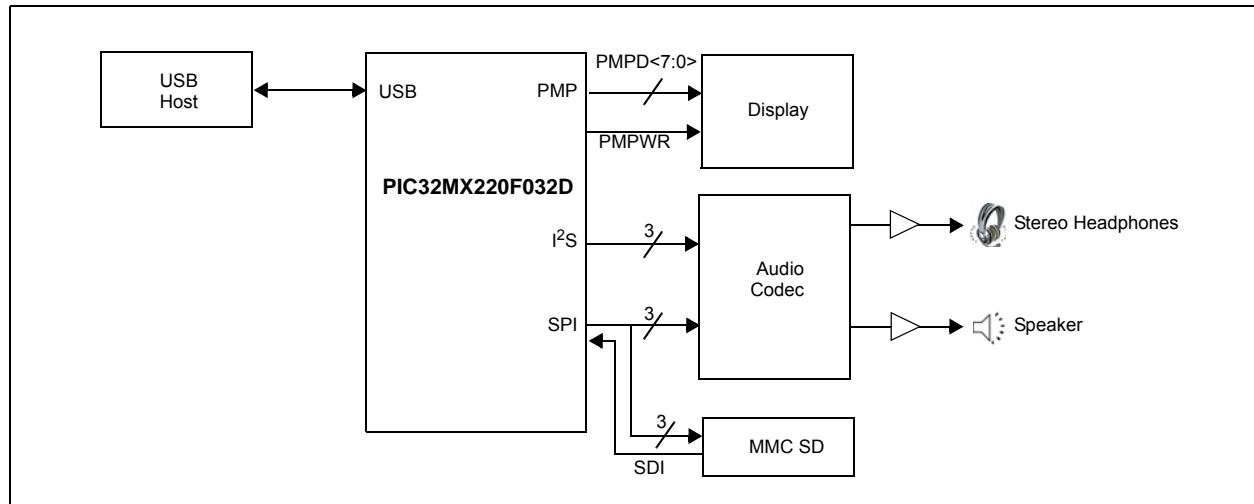 USB
Host
USB
PMP
PMPD<7:0>
PMPWR
Display
PIC32MX220F032D
I²S
3
Audio
Codec
Stereo Headphones
SPI
3
Speaker
3
SDI
MMC SD